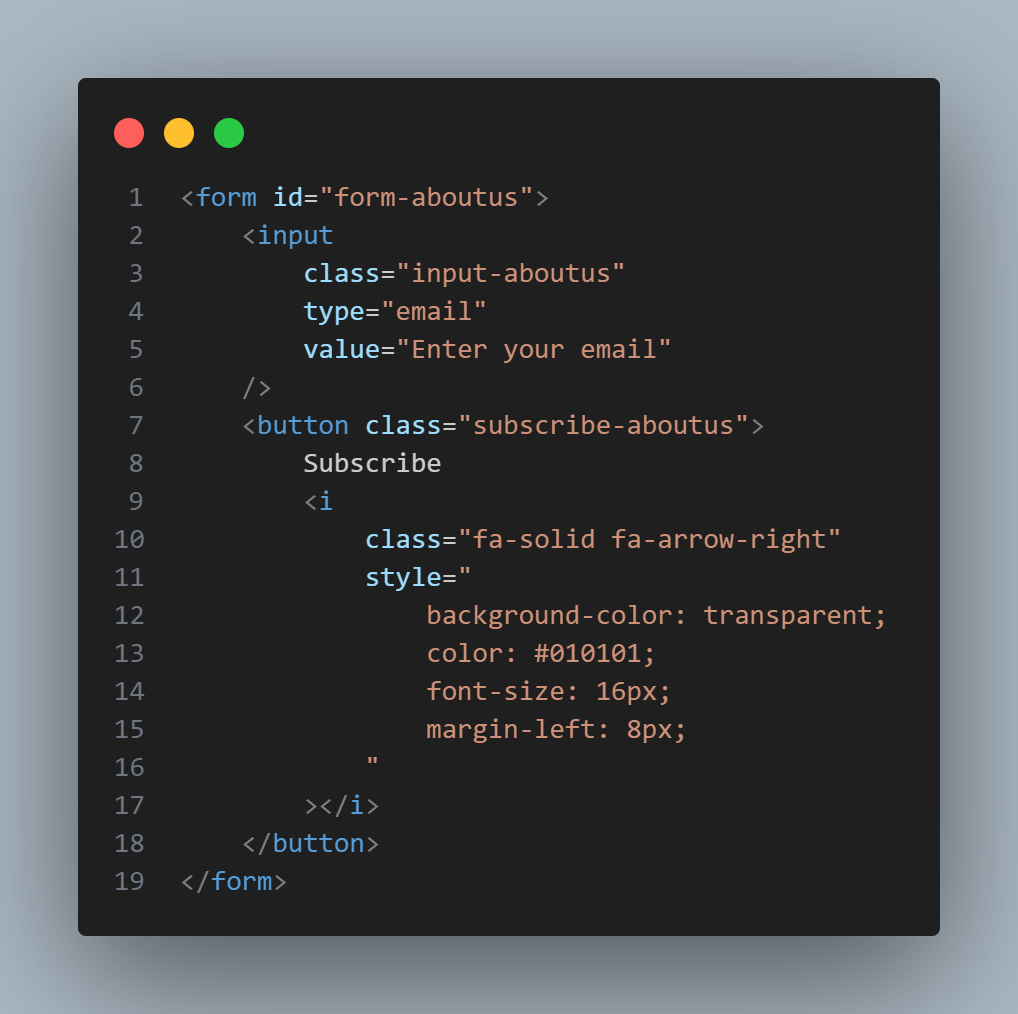 1 <form id="form-aboutus">
2     <input
3         class="input-aboutus"
4         type="email"
5         value="Enter your email"
6     />
7     <button class="subscribe-aboutus">
8         Subscribe
9         <i
10             class="fa-solid fa-arrow-right"
11             style="
12                 background-color: transparent;
13                 color: #010101;
14                 font-size: 16px;
15                 margin-left: 8px;
16             "
17         ></i>
18     </button>
19 </form>